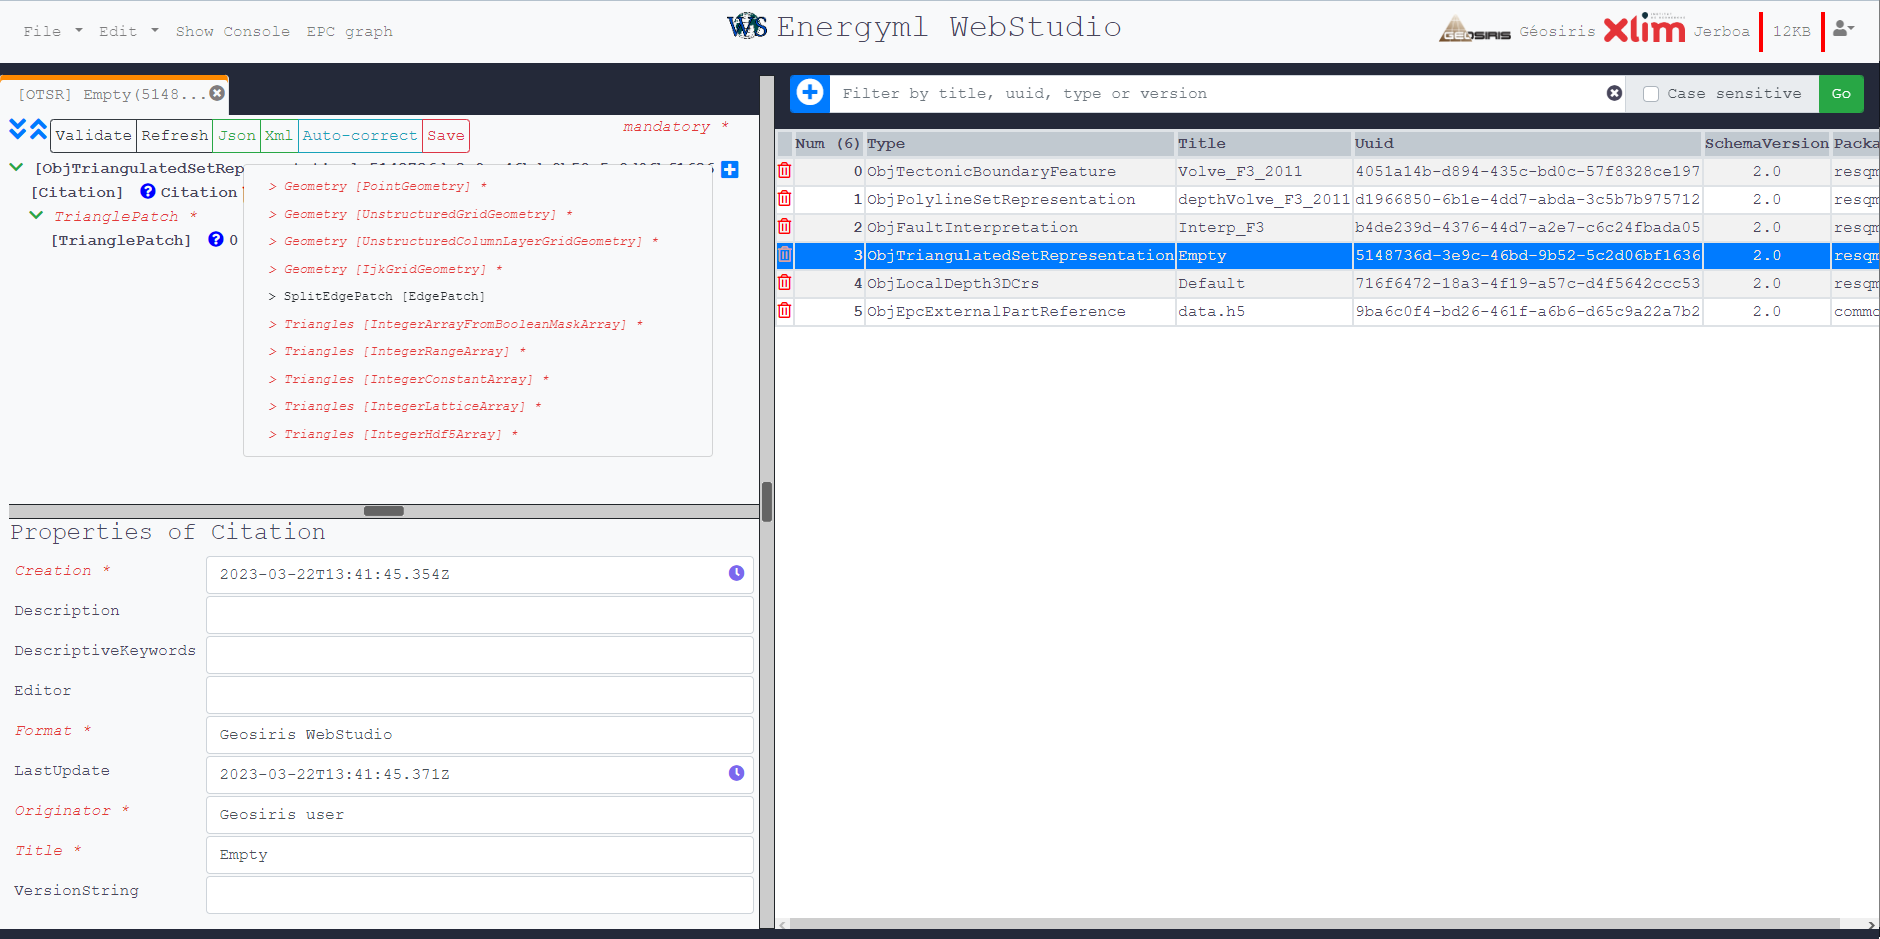 File Edit Show Console EPC graph
WS Energyml WebStudio
GEOSIRIS Géosiris Xlim Jerboa 12KB
[OTSR] Empty(5148...
Filter by title, uuid, type or version
Case sensitive Go
Validate Refresh Json Xml Auto-correct Save
mandatory *
[ObjTriangulatedSetRep
[Citation] Citation
TrianglePatch *
[TrianglePatch] 0
> Geometry [PointGeometry] *
> Geometry [UnstructuredGridGeometry] *
> Geometry [UnstructuredColumnLayerGridGeometry] *
> Geometry [IjkGridGeometry] *
> SplitEdgePatch [EdgePatch]
> Triangles [IntegerArrayFromBooleanMaskArray] *
> Triangles [IntegerRangeArray] *
> Triangles [IntegerConstantArray] *
> Triangles [IntegerLatticeArray] *
> Triangles [IntegerHdf5Array] *
Properties of Citation
Creation * 2023-03-22T13:41:45.354Z
Description
DescriptiveKeywords
Editor
Format * Geosiris WebStudio
LastUpdate 2023-03-22T13:41:45.371Z
Originator * Geosiris user
Title * Empty
VersionString
Num (6) Type Title Uuid SchemaVersion Packa
0 ObjTectonicBoundaryFeature Volve_F3_2011 4051a14b-d894-435c-bd0c-57f8328ce197 2.0 resqm
1 ObjPolylineSetRepresentation depthVolve_F3_2011 d1966850-6b1e-4dd7-abda-3c5b7b975712 2.0 resqm
2 ObjFaultInterpretation Interp_F3 b4de239d-4376-44d7-a2e7-c6c24fbada05 2.0 resqm
3 ObjTriangulatedSetRepresentation Empty 5148736d-3e9c-46bd-9b52-5c2d06bf1636 2.0 resqm
4 ObjLocalDepth3DCrs Default 716f6472-18a3-4f19-a57c-d4f5642ccc53 2.0 resqm
5 ObjEpcExternalPartReference data.h5 9ba6c0f4-bd26-461f-a6b6-d65c9a22a7b2 2.0 commo